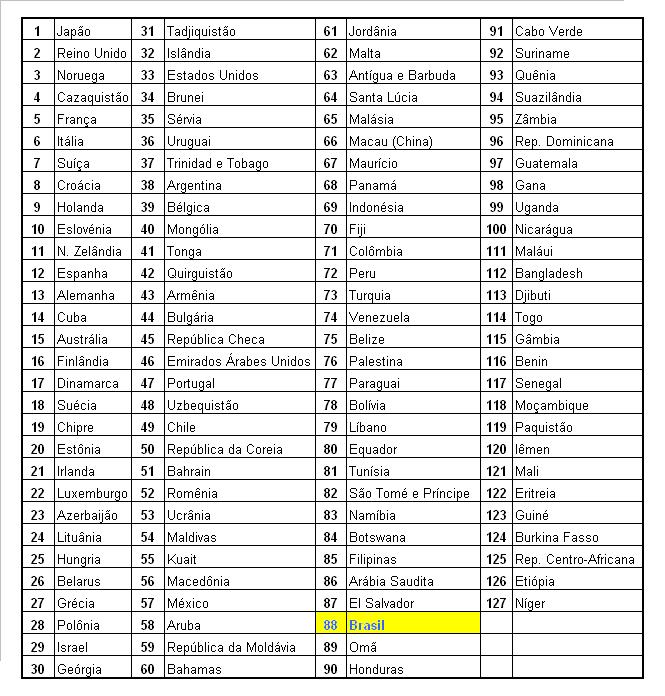 1 Japão 31 Tadjiquistão 61 Jordânia 91 Cabo Verde
2 Reino Unido 32 Islândia 62 Malta 92 Suriname
3 Noruega 33 Estados Unidos 63 Antígua e Barbuda 93 Quênia
4 Cazaquistão 34 Brunei 64 Santa Lúcia 94 Suazilândia
5 França 35 Sérvia 65 Malásia 95 Zâmbia
6 Itália 36 Uruguai 66 Macau (China) 96 Rep. Dominicana
7 Suíça 37 Trinidad e Tobago 67 Maurício 97 Guatemala
8 Croácia 38 Argentina 68 Panamá 98 Gana
9 Holanda 39 Bélgica 69 Indonésia 99 Uganda
10 Eslovénia 40 Mongólia 70 Fiji 100 Nicarágua
11 N. Zelândia 41 Tonga 71 Colômbia 111 Maláui
12 Espanha 42 Quirguistão 72 Peru 112 Bangladesh
13 Alemanha 43 Armênia 73 Turquia 113 Djibuti
14 Cuba 44 Bulgária 74 Venezuela 114 Togo
15 Austrália 45 República Checa 75 Belize 115 Gâmbia
16 Finlândia 46 Emirados Árabes Unidos 76 Palestina 116 Benin
17 Dinamarca 47 Portugal 77 Paraguai 117 Senegal
18 Suécia 48 Uzbequistão 78 Bolívia 118 Moçambique
19 Chipre 49 Chile 79 Líbano 119 Paquistão
20 Estônia 50 República da Coreia 80 Equador 120 Iêmen
21 Irlanda 51 Bahrain 81 Tunísia 121 Mali
22 Luxemburgo 52 Romênia 82 São Tomé e Príncipe 122 Eritreia
23 Azerbaijão 53 Ucrânia 83 Namíbia 123 Guiné
24 Lituânia 54 Maldivas 84 Botswana 124 Burkina Fasso
25 Hungria 55 Kuait 85 Filipinas 125 Rep. Centro-Africana
26 Belarus 56 Macedônia 86 Arábia Saudita 126 Etiópia
27 Grécia 57 México 87 El Salvador 127 Níger
28 Polônia 58 Aruba 88 Brasil
29 Israel 59 República da Moldávia 89 Omã
30 Geórgia 60 Bahamas 90 Honduras